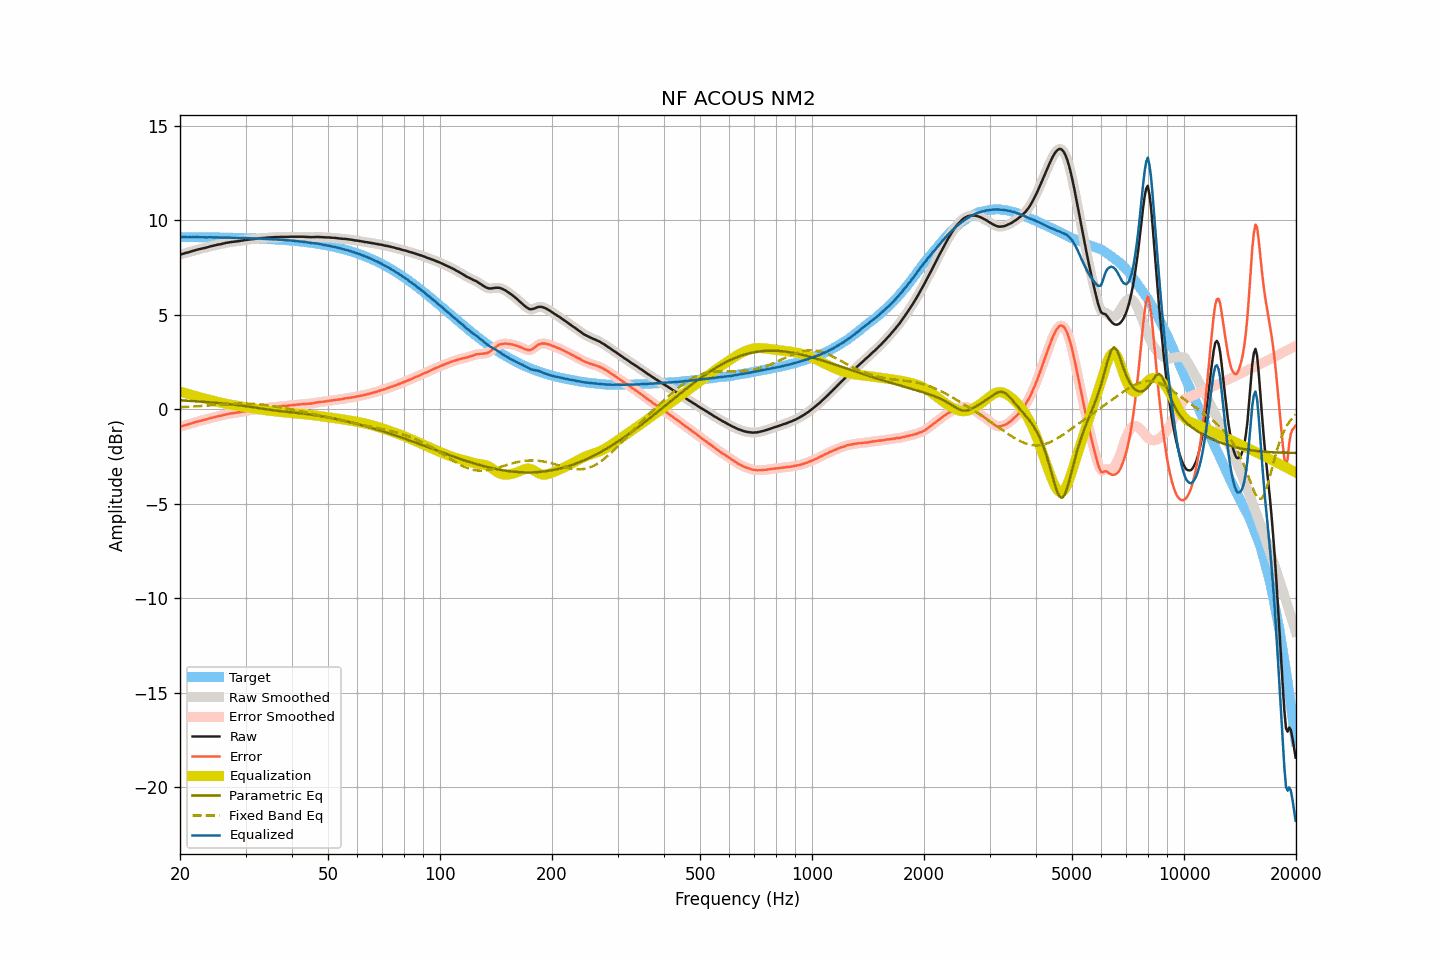 NF ACOUS NM2
15
10
5
0
−5
−10
−15
−20
Amplitude (dBr)
Target
Raw Smoothed
Error Smoothed
Raw
Error
Equalization
Parametric Eq
Fixed Band Eq
Equalized
20 50 100 200 500 1000 2000 5000 10000 20000
Frequency (Hz)